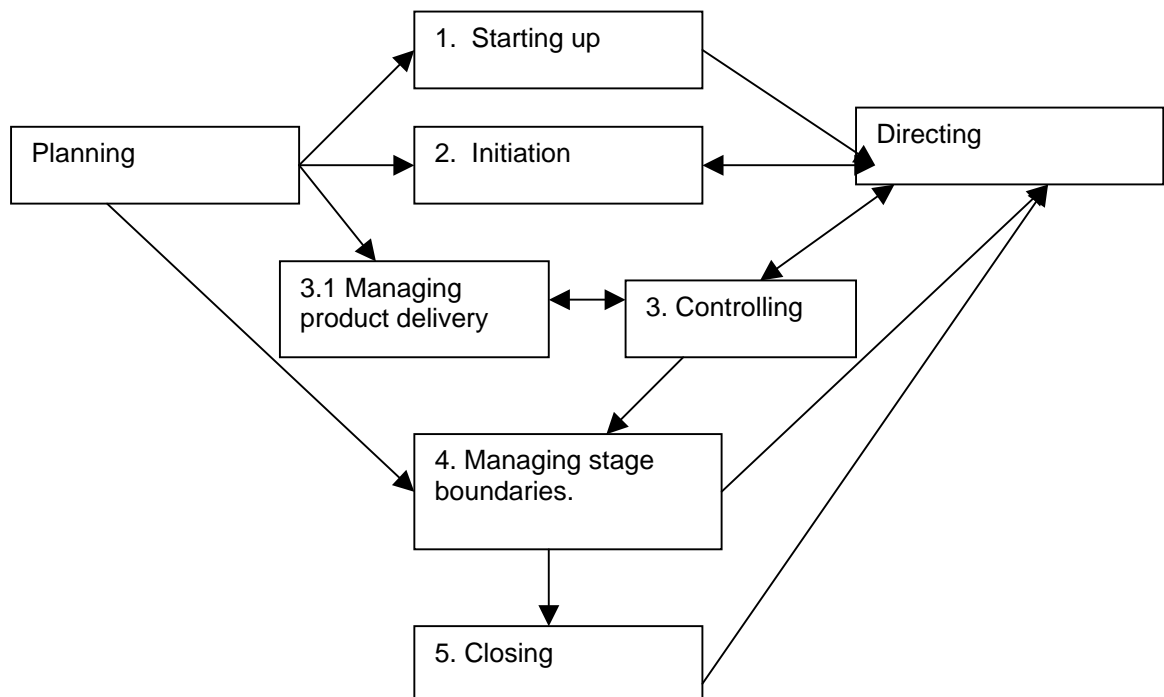 1. Starting up
Planning
2. Initiation
Directing
3.1 Managing
product delivery
3. Controlling
4. Managing stage
boundaries.
5. Closing